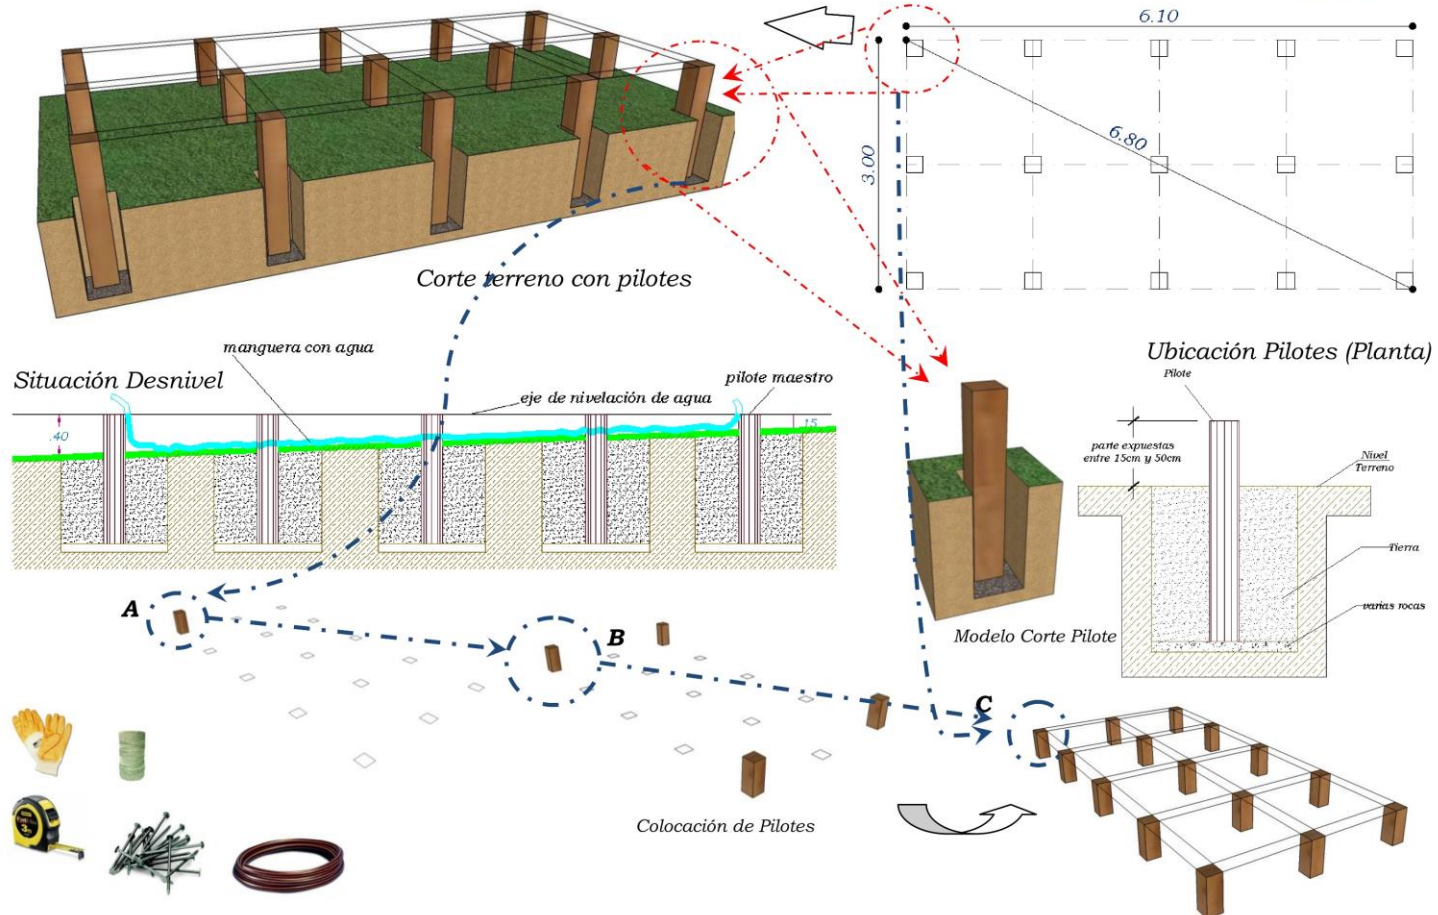 6.10
3.00
6.80
Corte terreno con pilotes
Ubicación Pilotes (Planta)
Situación Desnivel
manguera con agua
eje de nivelación de agua
pilote maestro
.40
.15
Pilote
parte expuestas
entre 15cm y 50cm
Nivel
Terreno
Tierra
varias rocas
Modelo Corte Pilote
A
B
C
Colocación de Pilotes
3m